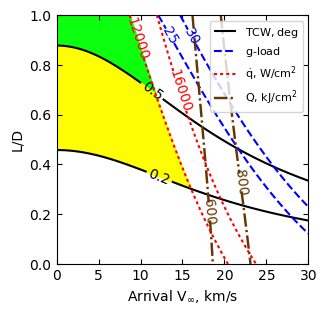 TCW, deg
g-load
q̇, W/cm²
Q, kJ/cm²
12000
25
30
16000
0.5
0.2
600
800
1.0
0.8
0.6
0.4
0.2
0.0
L/D
0 5 10 15 20 25 30
Arrival V∞, km/s